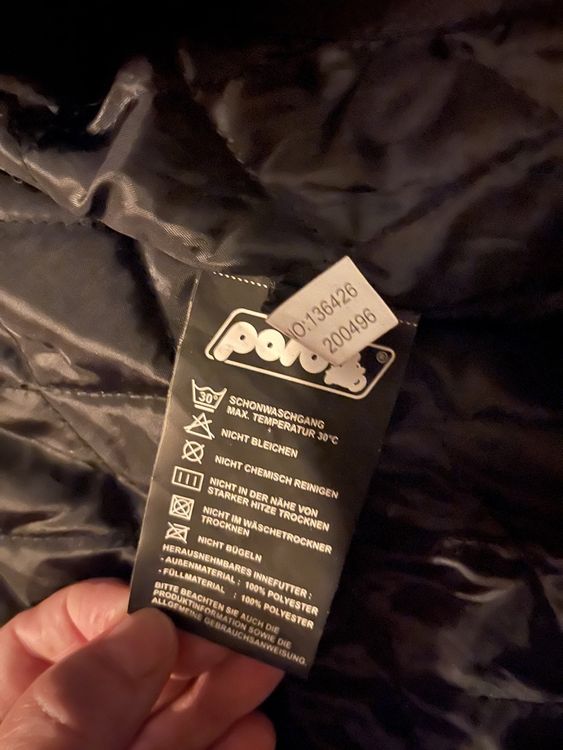 NO:136426
200496
polo
®
30°
SCHONWASCHGANG
MAX. TEMPERATUR 30°C
NICHT BLEICHEN
NICHT CHEMISCH REINIGEN
NICHT IN DER NÄHE VON
STARKER HITZE TROCKNEN
NICHT IM WÄSCHETROCKNER
TROCKNEN
NICHT BÜGELN
HERAUSNEHMBARES INNEFUTTER :
- AUßENMATERIAL : 100% POLYESTER
- FÜLLMATERIAL : 100% POLYESTER
BITTE BEACHTEN SIE AUCH DIE
PRODUKTINFORMATION SOWIE DIE
ALLGEMEINE GEBRAUCHSANWEISUNG.